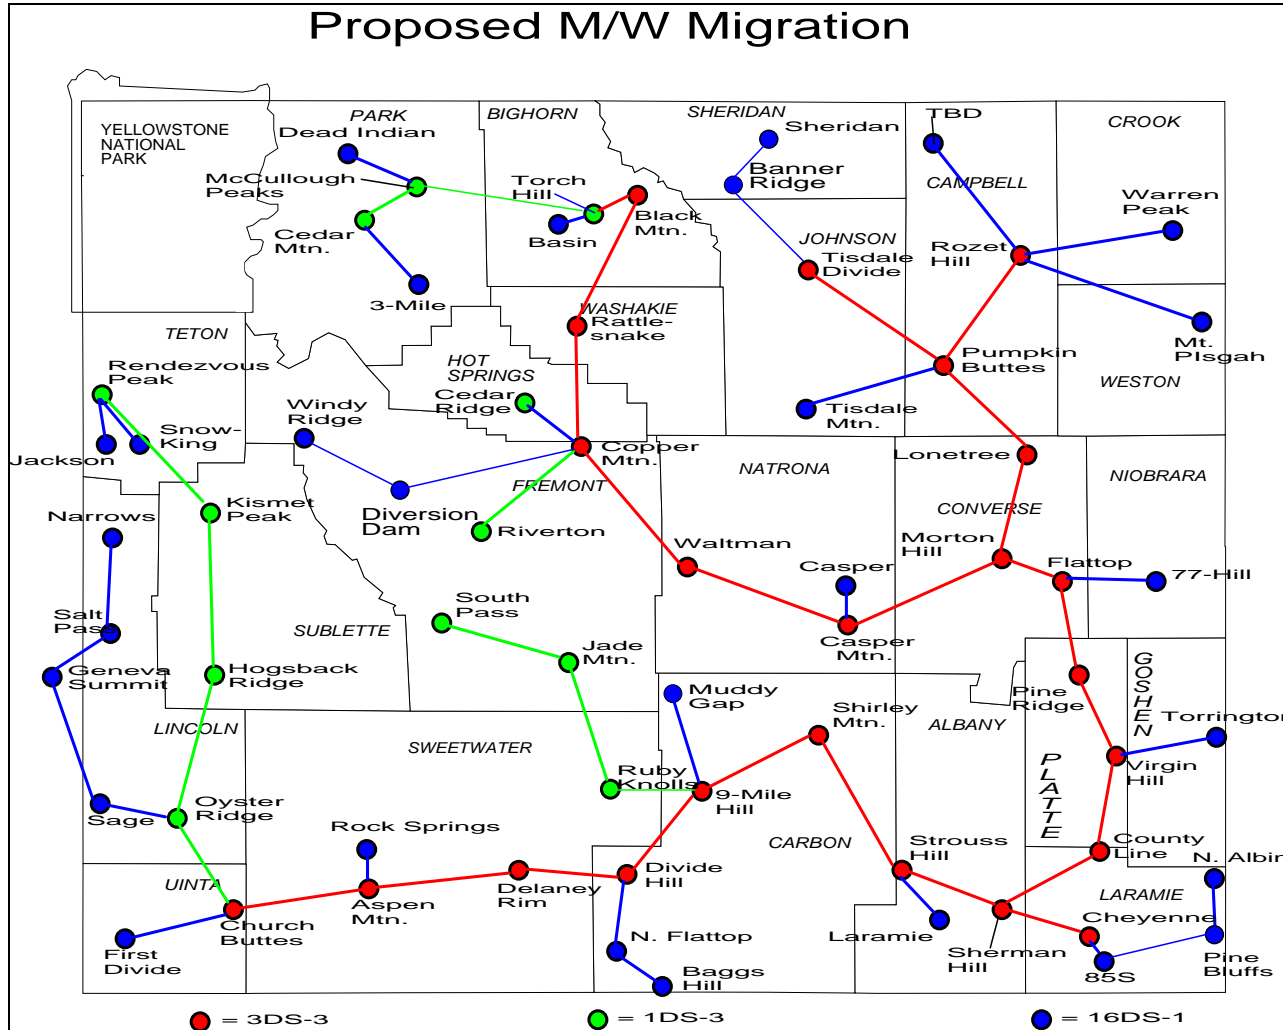 Proposed M/W Migration
PARK
BIGHORN
SHERIDAN
TBD
CROOK
YELLOWSTONE
NATIONAL
PARK
Dead Indian
Sheridan
McCullough
Peaks
Torch
Hill
Banner
Ridge
CAMPBELL
Warren
Peak
Cedar
Mtn.
Basin
Black
Mtn.
JOHNSON
Tisdale
Divide
Rozet
Hill
3-Mile
WASHAKIE
Rattle-
snake
TETON
Rendezvous
Peak
HOT
SPRINGS
Cedar
Ridge
Pumpkin
Buttes
Mt.
PIsgah
WESTON
Windy
Ridge
Tisdale
Mtn.
Snow-
King
Jackson
Copper
Mtn.
NATRONA
Lonetree
NIOBRARA
FREMONT
Kismet
Peak
Diversion
Dam
Riverton
CONVERSE
Narrows
Waltman
Casper
Morton
Hill
Flattop
77-Hill
Salt
Pass
South
Pass
SUBLETTE
Casper
Mtn.
Jade
Mtn.
Geneva
Summit
Hogsback
Ridge
Muddy
Gap
Pine
Ridge
GOSHEN
Shirley
Mtn.
ALBANY
Torrington
LINCOLN
SWEETWATER
Virgin
Hill
PLATTE
Ruby
Knolls
9-Mile
Hill
Oyster
Ridge
Sage
Rock Springs
CARBON
Strouss
Hill
County
Line
N. Albin
UINTA
Aspen
Mtn.
Delaney
Rim
Divide
Hill
LARAMIE
Church
Buttes
Cheyenne
First
Divide
N. Flattop
Laramie
Sherman
Hill
Baggs
Hill
85S
Pine
Bluffs
= 3DS-3
= 1DS-3
= 16DS-1